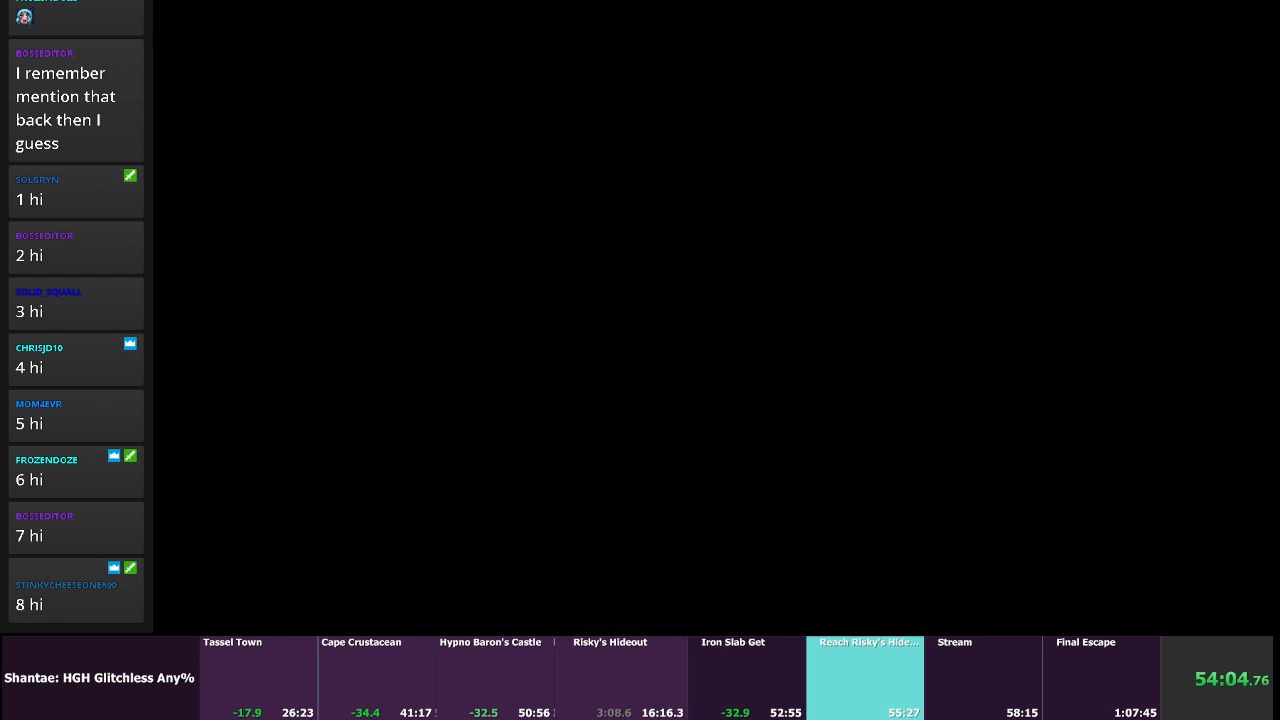 BOSSEDITOR
I remember
mention that
back then I
guess
SOLGRYN
1 hi
BOSSEDITOR
2 hi
SOLID_SQUALL
3 hi
CHRISJD10
4 hi
MOM4EVR
5 hi
FROZENDOZE
6 hi
BOSSEDITOR
7 hi
STINKYCHEESEONE890
8 hi
Shantae: HGH Glitchless Any%
Tassel Town
-17.9 26:23
Cape Crustacean
-34.4 41:17
Hypno Baron's Castle
-32.5 50:56
Risky's Hideout
3:08.6 16:16.3
Iron Slab Get
-32.9 52:55
Reach Risky's Hide...
55:27
Stream
58:15
Final Escape
1:07:45
54:04.76